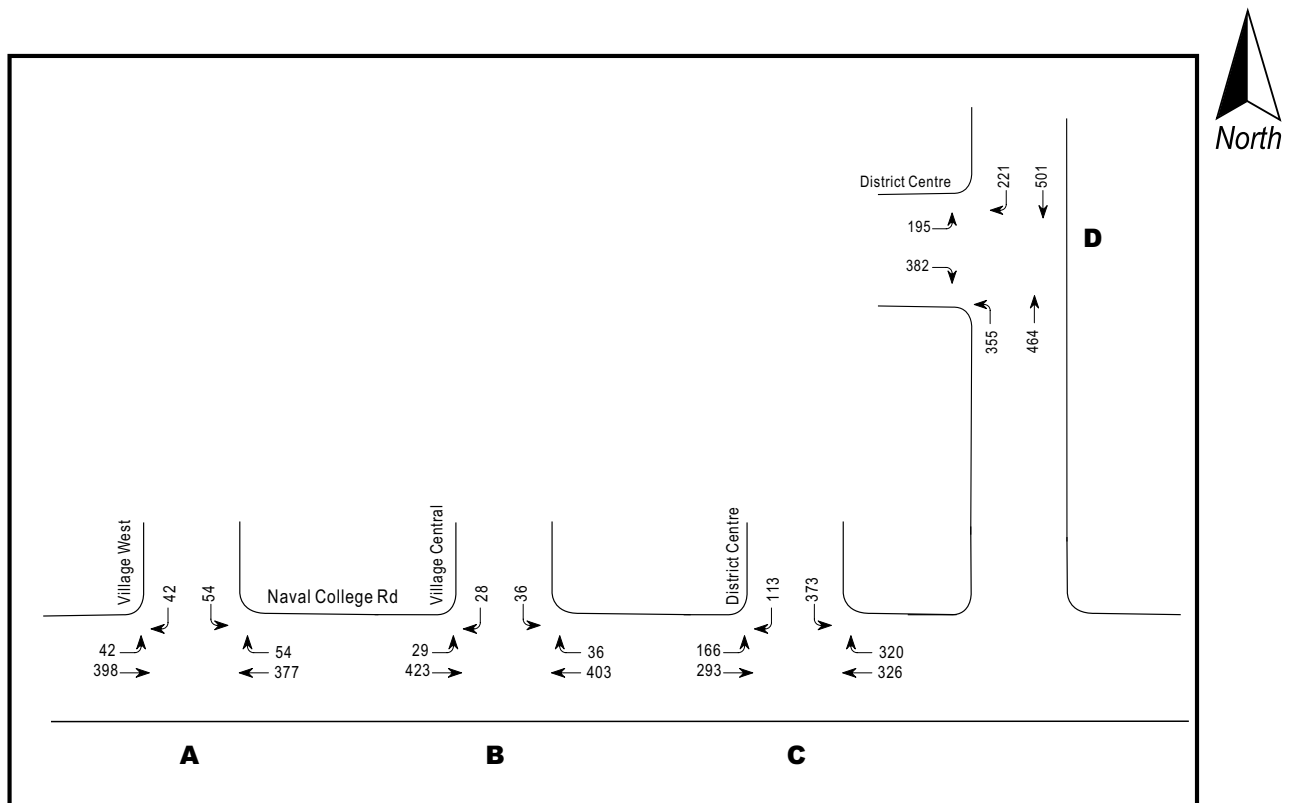 North
District Centre
221
501
195
D
382
355
464
Village West
42
54
Naval College Rd
Village Central
28
36
District Centre
113
373
42
54
398
377
29
36
423
403
166
320
293
326
A
B
C